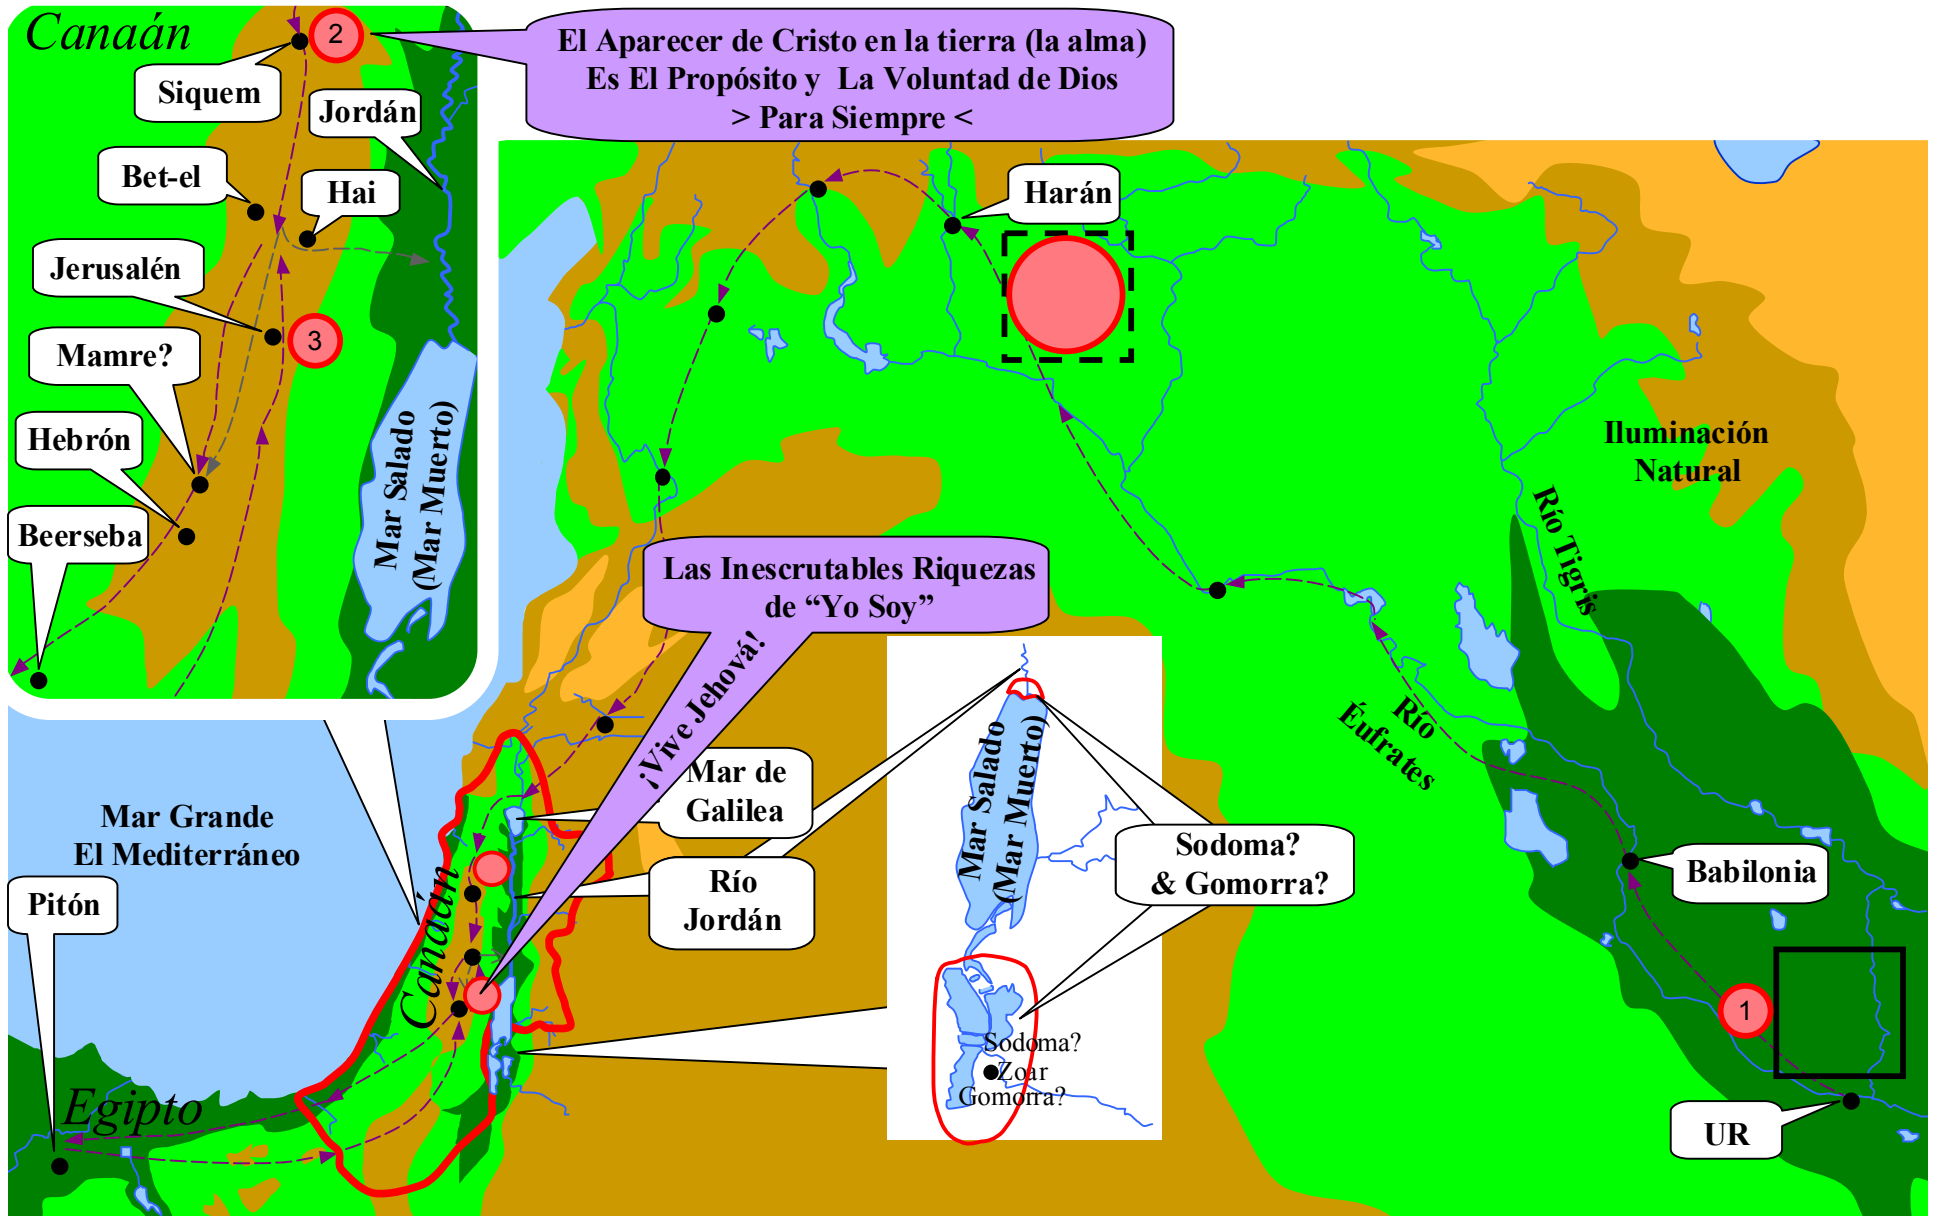 Canaán
2
El Aparecer de Cristo en la tierra (la alma)
Es El Propósito y La Voluntad de Dios
> Para Siempre <
Siquem
Jordán
Bet-el
Hai
Jerusalén
3
Mamre?
Hebrón
Beerseba
Mar Salado
(Mar Muerto)
Harán
Iluminación
Natural
Río Tigris
Río
Éufrates
Las Inescrutables Riquezas
de “Yo Soy”
¡Vive Jehová!
Mar de
Galilea
Río
Jordán
Mar Grande
El Mediterráneo
Canaán
Pitón
Egipto
Mar Salado
(Mar Muerto)
Sodoma?
& Gomorra?
Sodoma?
Zoar
Gomorra?
Babilonia
1
UR